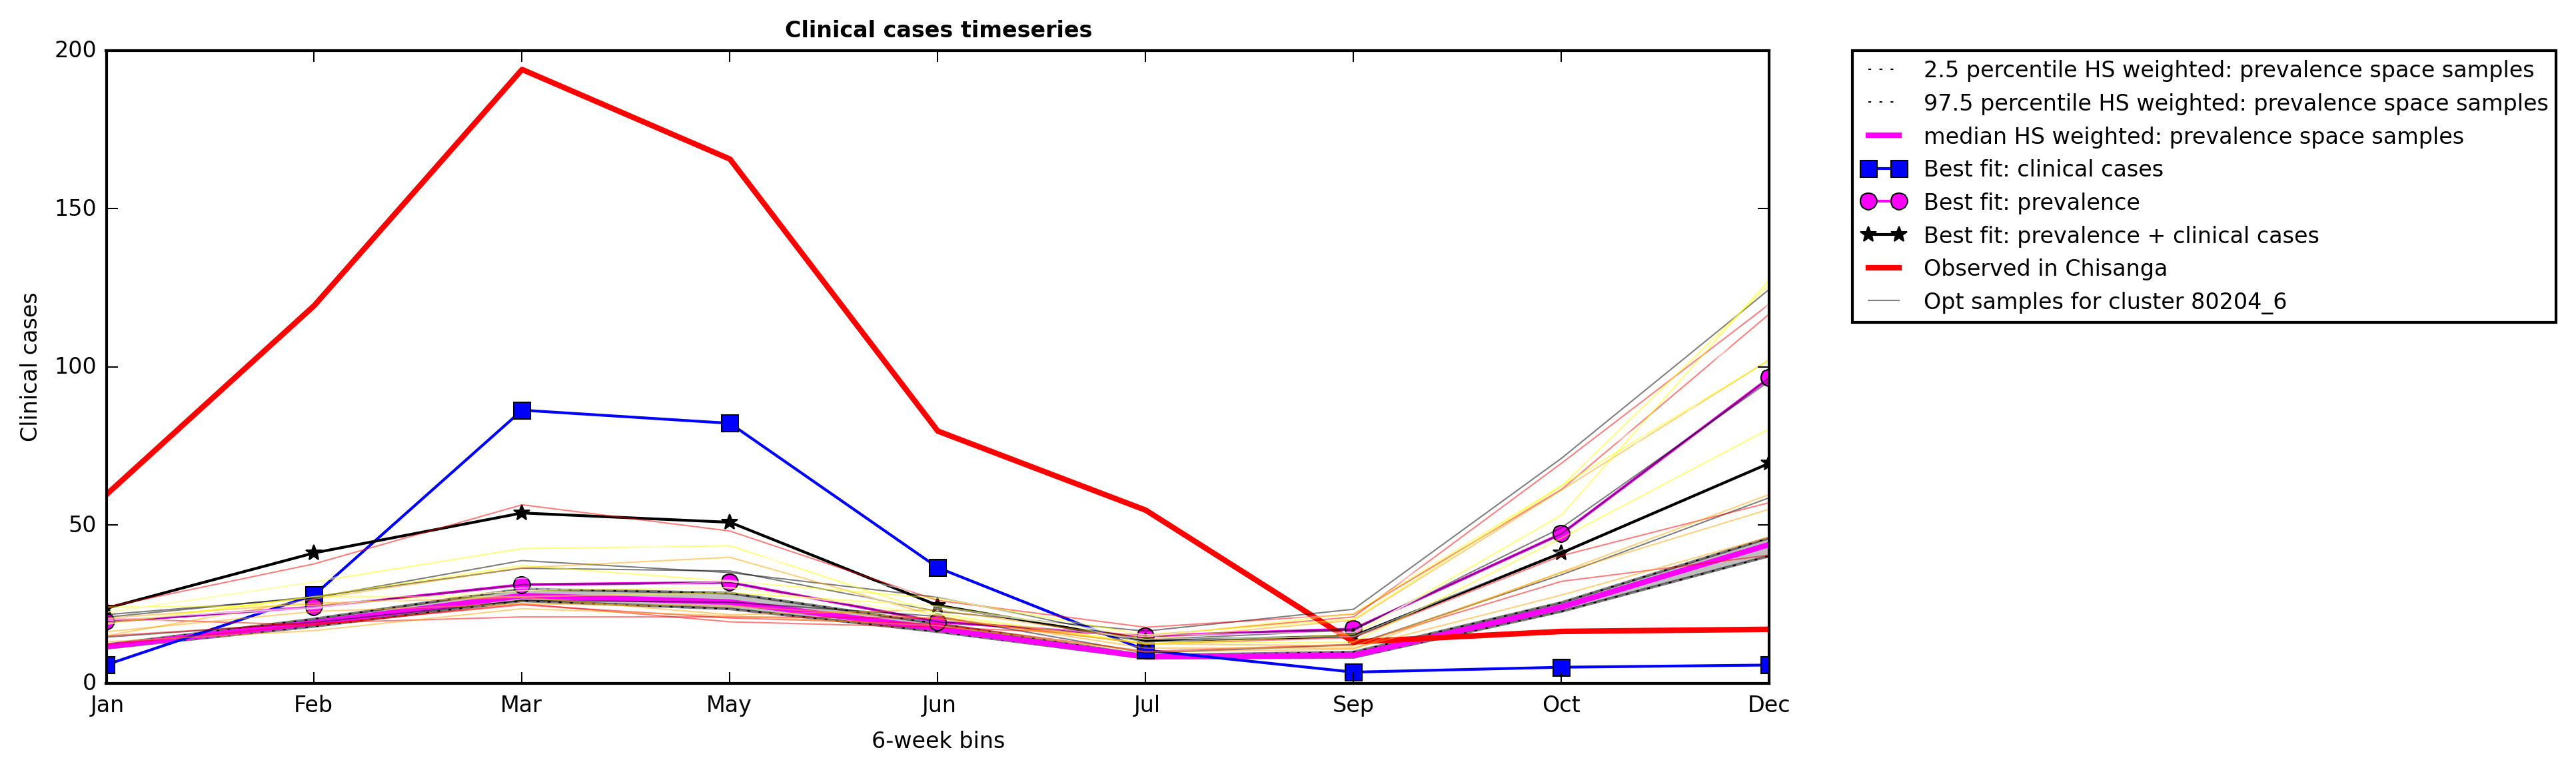 Clinical cases timeseries
200
150
100
50
0
Clinical cases
Jan Feb Mar May Jun Jul Sep Oct Dec
6-week bins
2.5 percentile HS weighted: prevalence space samples
97.5 percentile HS weighted: prevalence space samples
median HS weighted: prevalence space samples
Best fit: clinical cases
Best fit: prevalence
Best fit: prevalence + clinical cases
Observed in Chisanga
Opt samples for cluster 80204_6